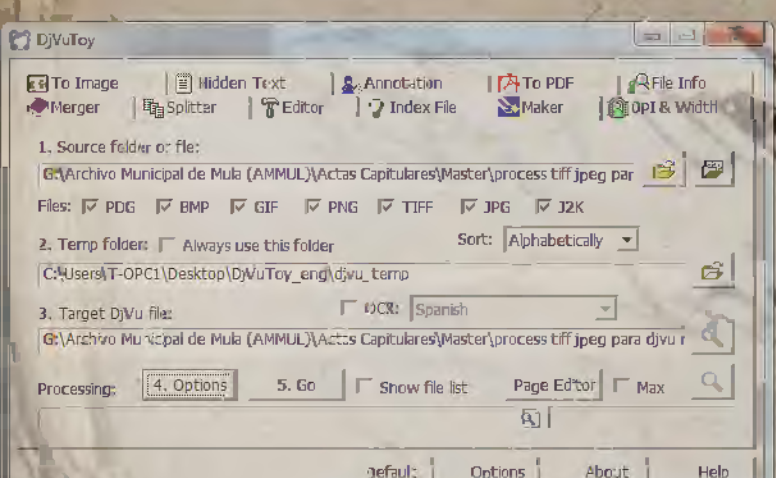 DjVuToy
To Image Hidden Text Annotation To PDF File Info
Merger Splitter Editor Index File Maker DPI & Width
1. Source folder or file:
G:\Archivo Municipal de Mula (AMMUL)\Actas Capitulares\Master\process tiff jpeg par
Files: PDG BMP GIF PNG TIFF JPG J2K
2. Temp folder: Always use this folder Sort: Alphabetically
C:\Users\T-OPC1\Desktop\DjVuToy_eng\djvu_temp
3. Target DjVu file: OCR: Spanish
G:\Archivo Municipal de Mula (AMMUL)\Actas Capitulares\Master\process tiff jpeg para djvu r
Processing: 4. Options 5. Go Show file list Page Editor Max
Default Options About Help